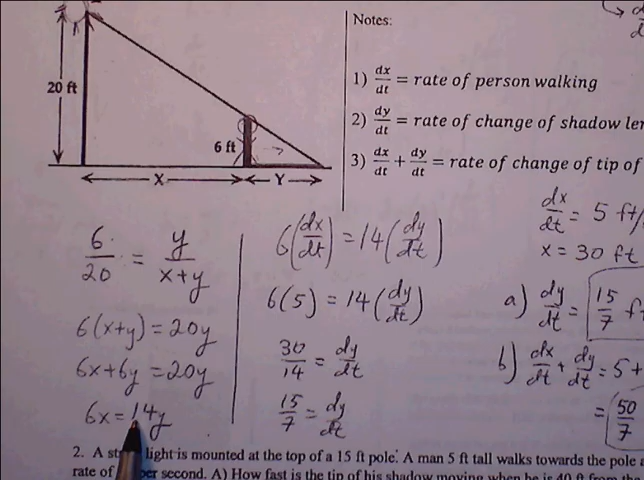 20 ft
6 ft
X
Y
Notes:
1) dx/dt = rate of person walking
2) dy/dt = rate of change of shadow
3) dx/dt + dy/dt = rate of change of tip of
6/20 = y/x+y
6(x+y) = 20y
6x+6y = 20y
6x = 14y
6(dx/dt) = 14(dy/dt)
6(5) = 14(dy/dt)
30/14 = dy/dt
15/7 = dy/dt
dx/dt = 5 ft/
x = 30 ft
a) dy/dt = 15/7 f
b) dx/dt + dy/dt = 5+
= 50/7
2. A light is mounted at the top of a 15 ft pole. A man 5 ft tall walks towards the pole
rate of per second. A) How fast is the tip of his shadow moving when he is 40 ft from the